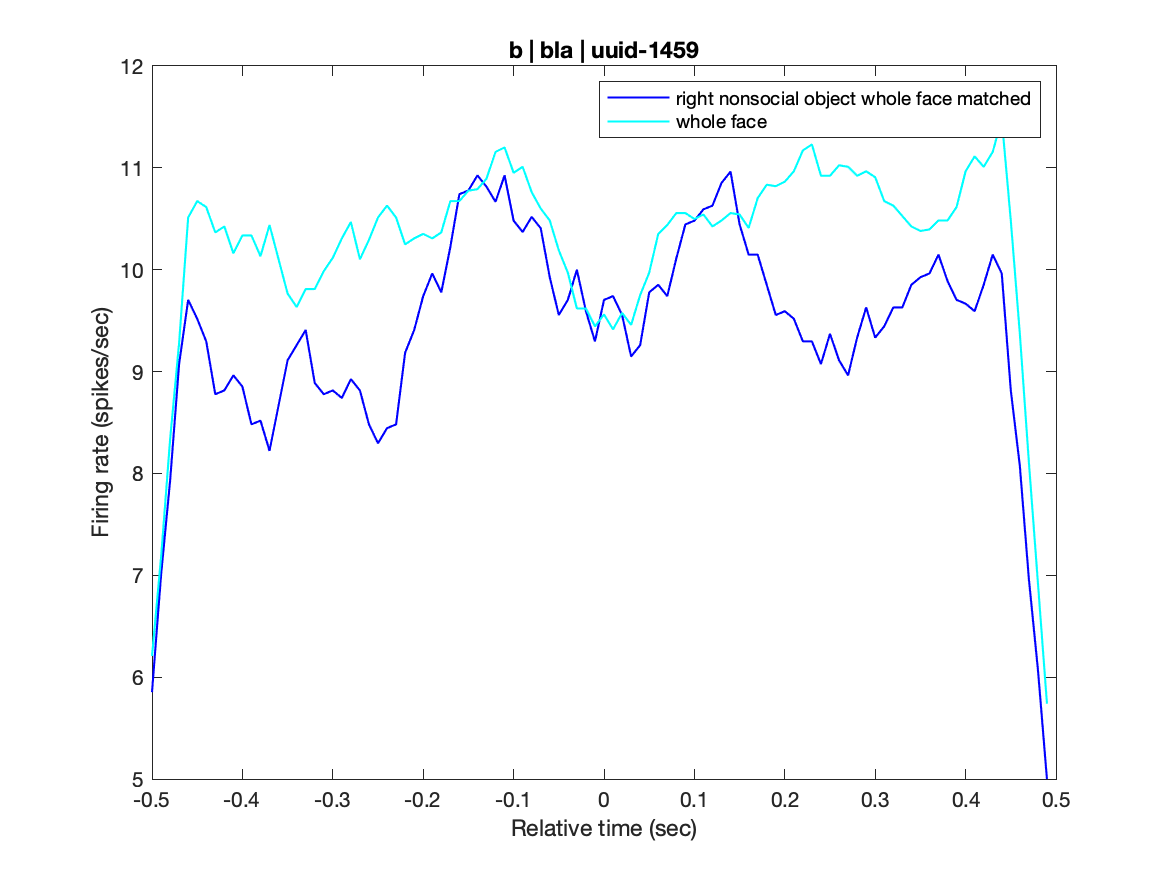 b | bla | uuid-1459
right nonsocial object whole face matched
whole face
12
11
10
9
8
7
6
5
Firing rate (spikes/sec)
-0.5 -0.4 -0.3 -0.2 -0.1 0 0.1 0.2 0.3 0.4 0.5
Relative time (sec)